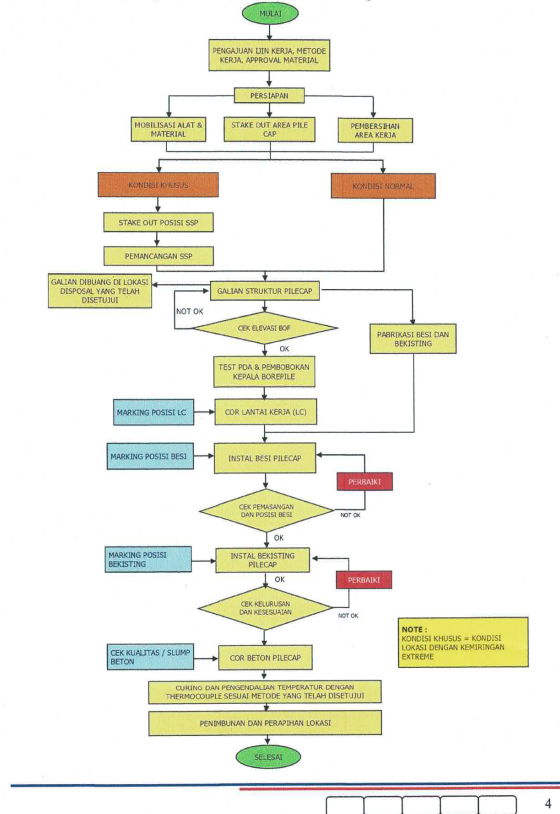 MULAI
PENGAJUAN IJIN KERJA, METODE
KERJA, APPROVAL MATERIAL
PERSIAPAN
MOBILISASI ALAT &
MATERIAL
STAKE OUT AREA PILE
CAP
PEMBERSIHAN
AREA KERJA
KONDISI KHUSUS
KONDISI NORMAL
STAKE OUT POSISI SSP
PEMANCANGAN SSP
GALIAN DIBUANG DI LOKASI
DISPOSAL YANG TELAH
DISETUJUI
GALIAN STRUKTUR PILECAP
NOT OK
CEK ELEVASI BOF
PABRIKASI BESI DAN
BEKISTING
OK
TEST PDA & PEMBOBOKAN
KEPALA BOREPILE
MARKING POSISI LC
COR LANTAI KERJA (LC)
MARKING POSISI BESI
INSTAL BESI PILECAP
PERBAIKI
CEK PEMASANGAN
DAN POSISI BESI
NOT OK
OK
MARKING POSISI
BEKISTING
INSTAL BEKISTING
PILECAP
OK
PERBAIKI
CEK KELURUSAN
DAN KESESUAIAN
NOT OK
NOTE :
KONDISI KHUSUS = KONDISI
LOKASI DENGAN KEMIRINGAN
EXTREME
CEK KUALITAS / SLUMP
BETON
COR BETON PILECAP
CURING DAN PENGENDALIAN TEMPERATUR DENGAN
THERMOCOUPLE SESUAI METODE YANG TELAH DISETUJUI
PENIMBUNAN DAN PERAPIHAN LOKASI
SELESAI
4